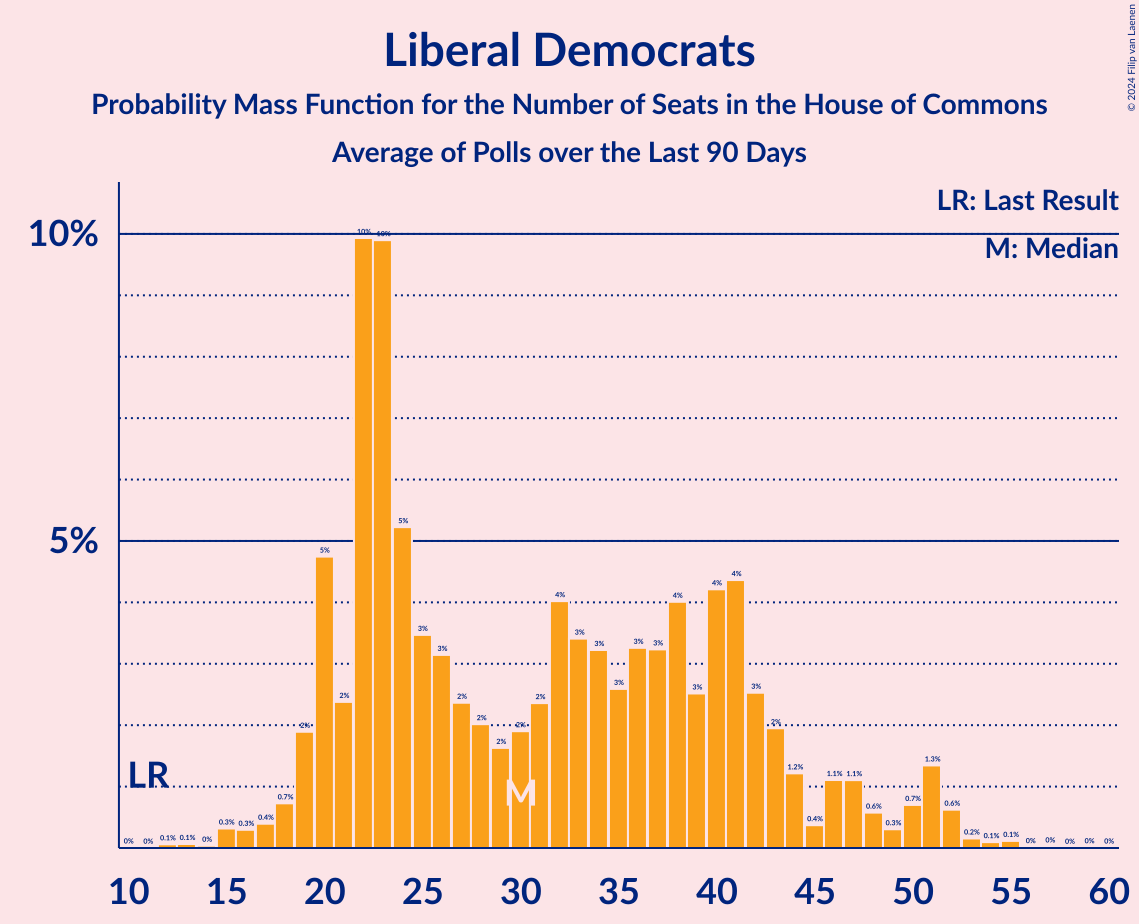 © 2024 Filip van Laenen
Liberal Democrats
Probability Mass Function for the Number of Seats in the House of Commons
Average of Polls over the Last 90 Days
LR: Last Result
M: Median
10%
5%
10% 10%
5% 2% 5% 3% 3% 2% 2% 2% 2% 2% 4% 3% 3% 3% 3% 3% 4% 3% 4% 4% 3% 2%
0% 0% 0.1% 0.1% 0% 0.3% 0.3% 0.4% 0.7% 2%
1.2% 0.4% 1.1% 1.1% 0.6% 0.3% 0.7% 1.3% 0.6% 0.2% 0.1% 0.1% 0% 0% 0% 0% 0%
LR
M
10 15 20 25 30 35 40 45 50 55 60